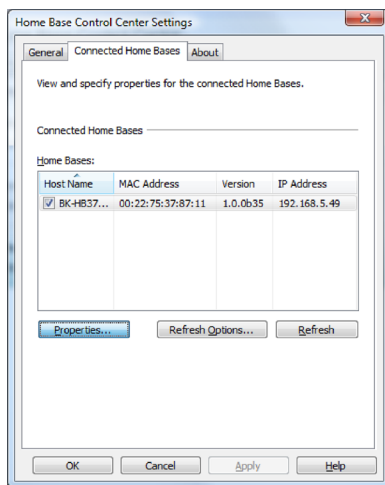 Home Base Control Center Settings
General Connected Home Bases About
View and specify properties for the connected Home Bases.
Connected Home Bases
Home Bases:
Host Name MAC Address Version IP Address
BK-HB37... 00:22:75:37:87:11 1.0.0b35 192.168.5.49
Properties... Refresh Options... Refresh
OK Cancel Apply Help